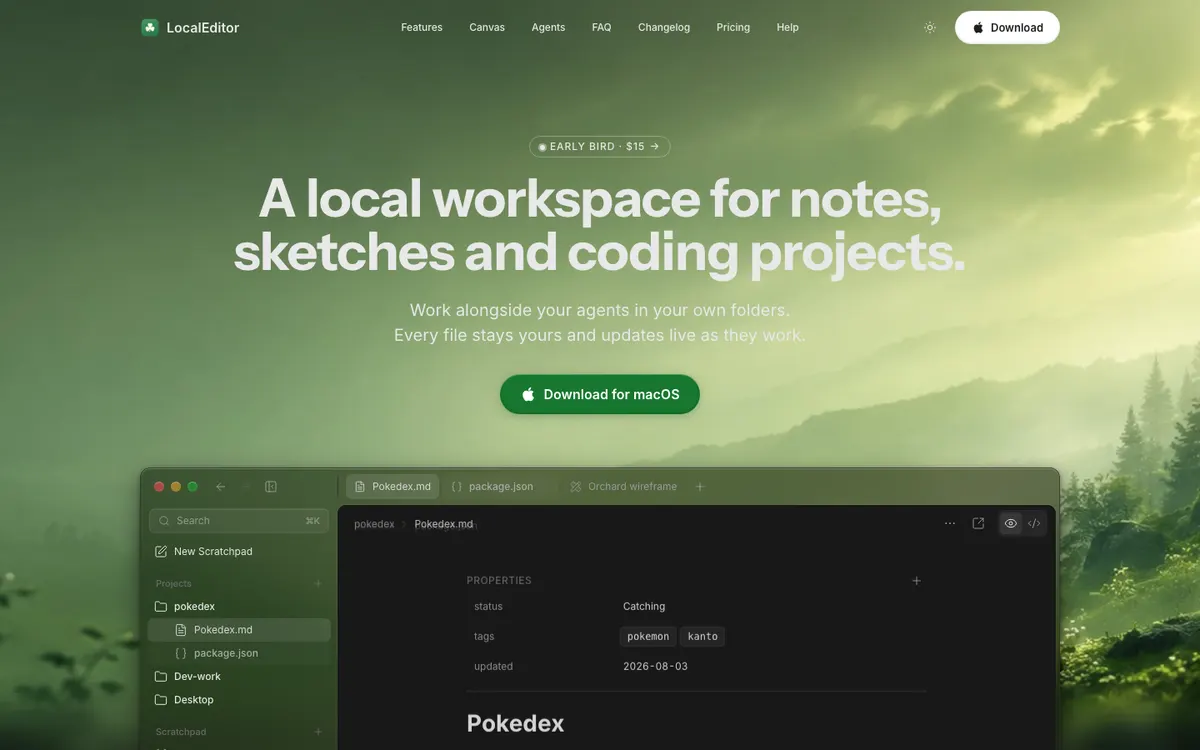 LocalEditor
Features
Canvas
Agents
FAQ
Changelog
Pricing
Help
Download
EARLY BIRD · $15 →
A local workspace for notes,
sketches and coding projects.
Work alongside your agents in your own folders.
Every file stays yours and updates live as they work.
Download for macOS
Pokedex.md
package.json
Orchard wireframe
Search ⌘K
New Scratchpad
Projects
pokedex
Pokedex.md
package.json
Dev-work
Desktop
Scratchpad
pokedex › Pokedex.md
PROPERTIES
status Catching
tags pokemon kanto
updated 2026-08-03
Pokedex